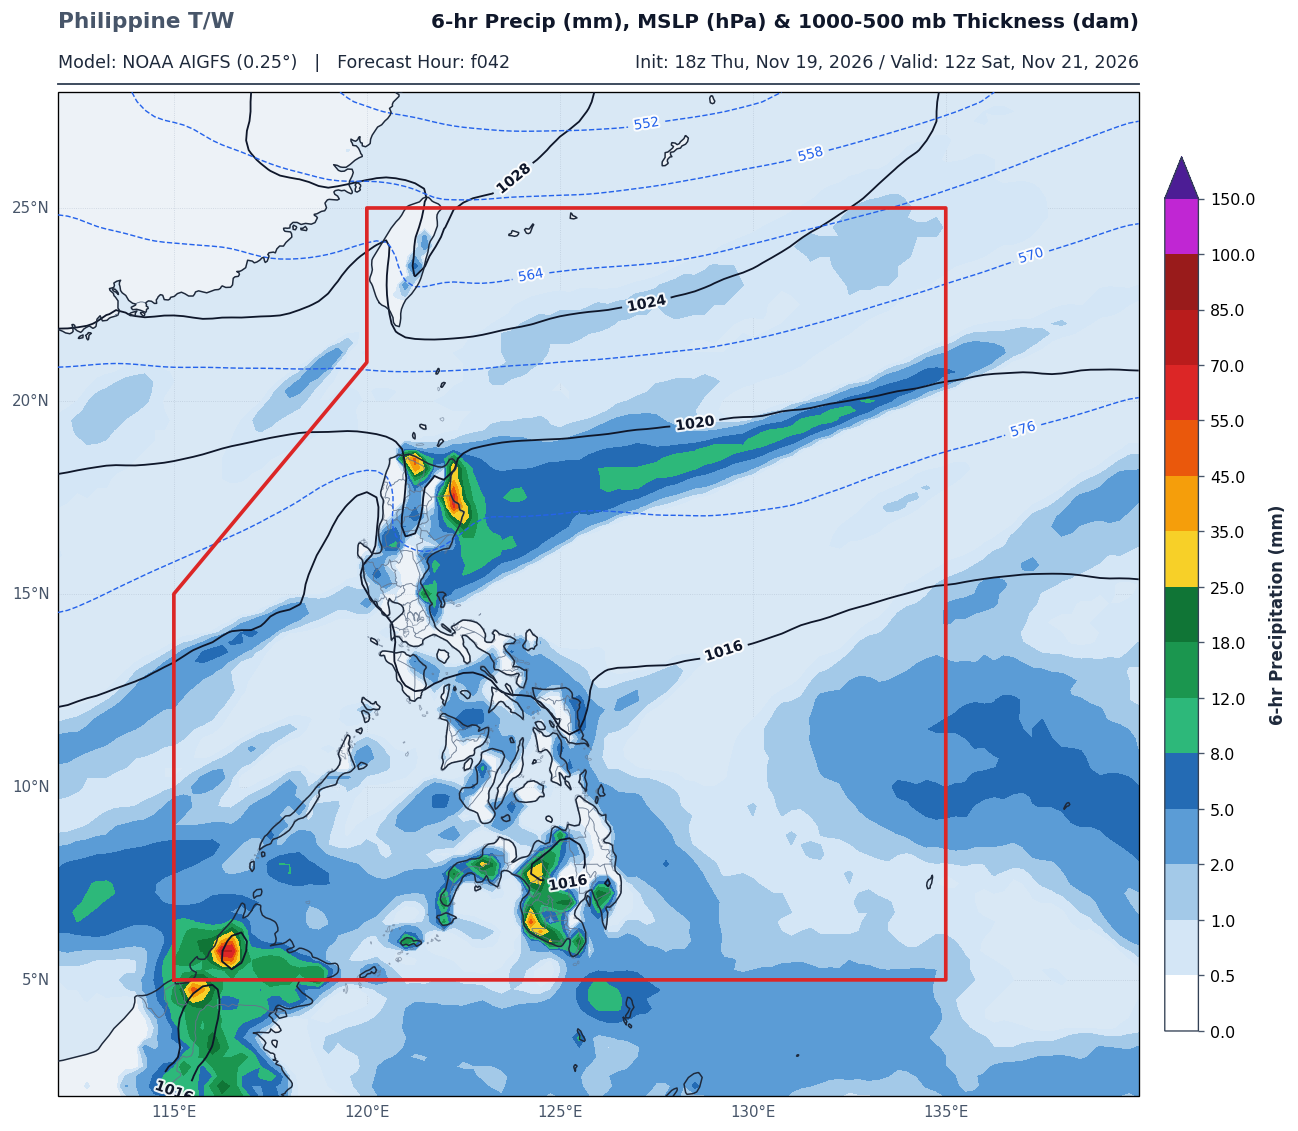 Philippine T/W
6-hr Precip (mm), MSLP (hPa) & 1000-500 mb Thickness (dam)
Model: NOAA AIGFS (0.25°) | Forecast Hour: f042
Init: 18z Thu, Nov 19, 2026 / Valid: 12z Sat, Nov 21, 2026
552
558
1028
564
570
1024
1020
576
1016
1016
1016
25°N
20°N
15°N
10°N
5°N
115°E
120°E
125°E
130°E
135°E
150.0
100.0
85.0
70.0
55.0
45.0
35.0
25.0
18.0
12.0
8.0
5.0
2.0
1.0
0.5
0.0
6-hr Precipitation (mm)